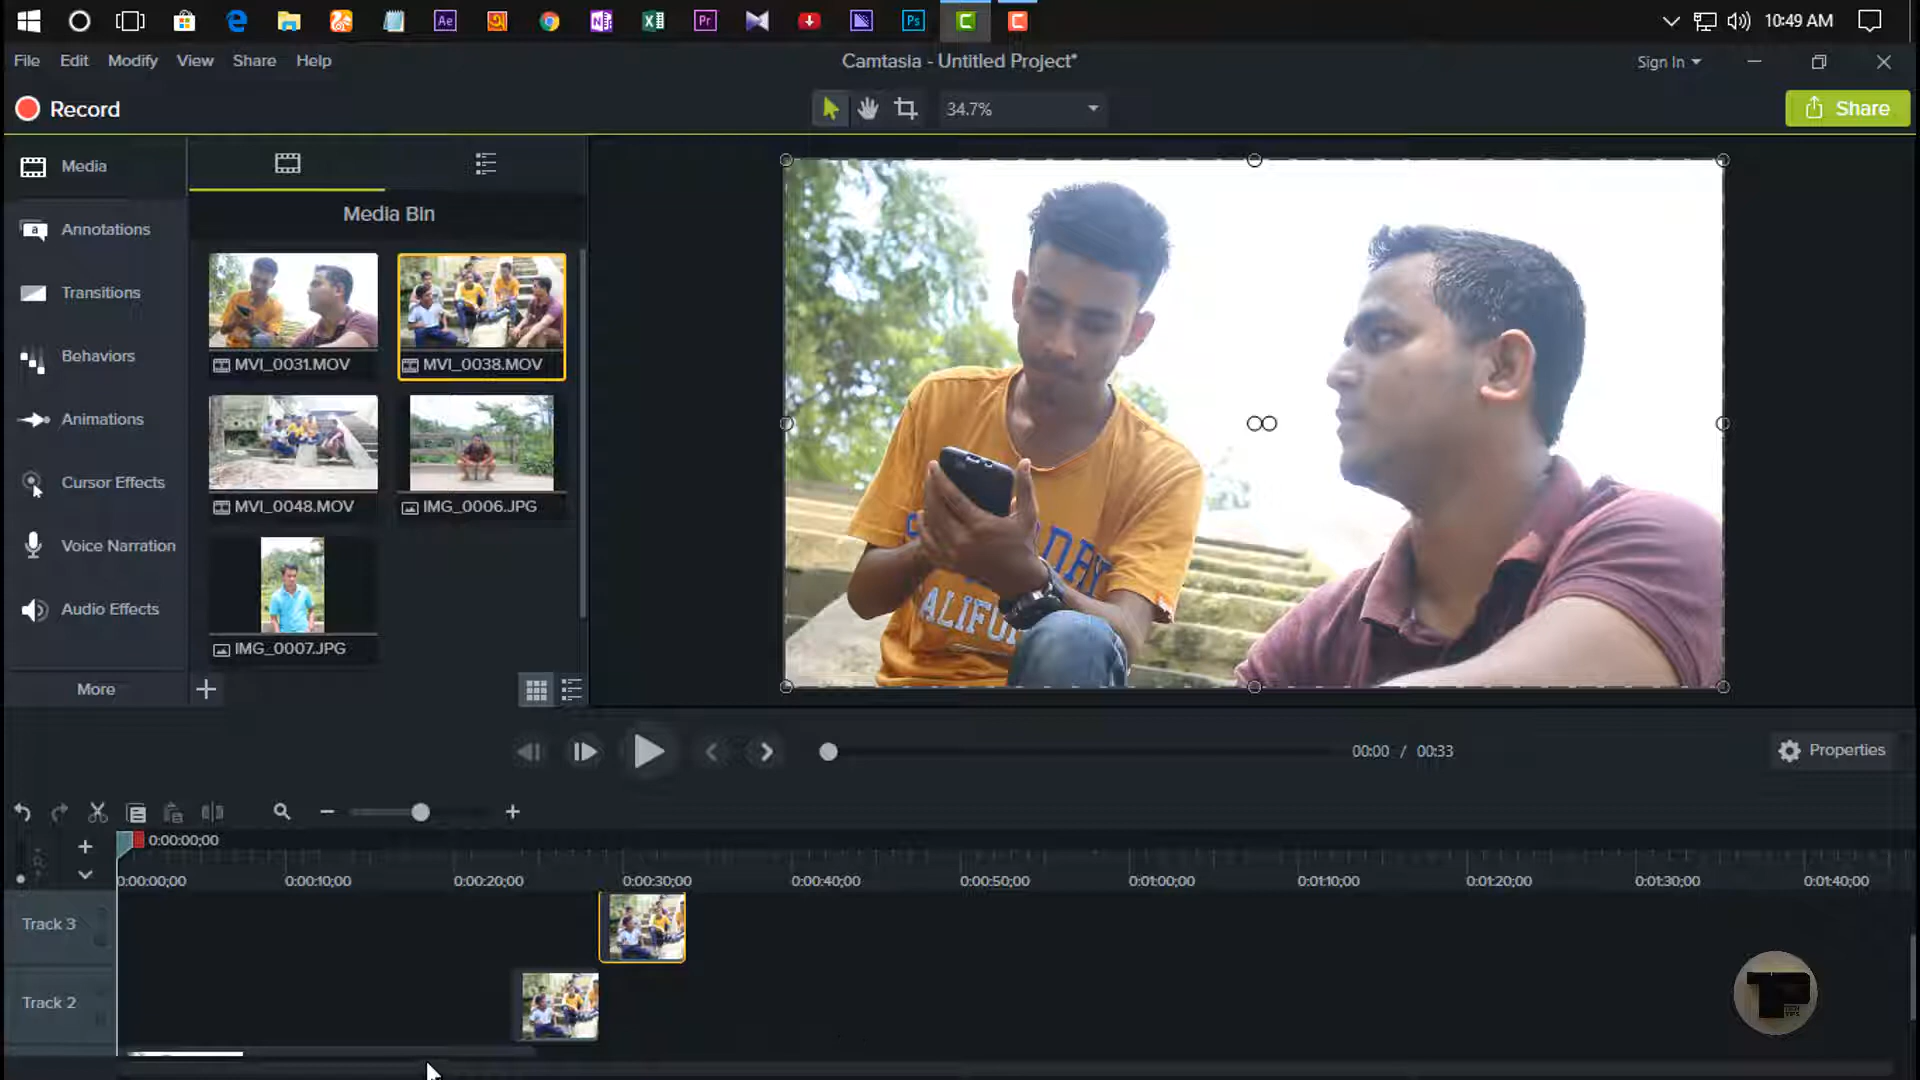 Ae
N
X
Pr
Ps
C
C
10:49 AM
File Edit Modify View Share Help
Camtasia - Untitled Project*
Sign In
Record
34.7%
Share
Media
Annotations
Transitions
Behaviors
Animations
Cursor Effects
Voice Narration
Audio Effects
More
Media Bin
MVI_0031.MOV
MVI_0038.MOV
MVI_0048.MOV
IMG_0006.JPG
IMG_0007.JPG
DAY
CALIFO
00:00 / 00:33
Properties
0:00:00;00
0:00:00;00 0:00:10;00 0:00:20;00 0:00:30;00 0:00:40;00 0:00:50;00 0:01:00;00 0:01:10;00 0:01:20;00 0:01:30;00 0:01:40;00
Track 3
Track 2